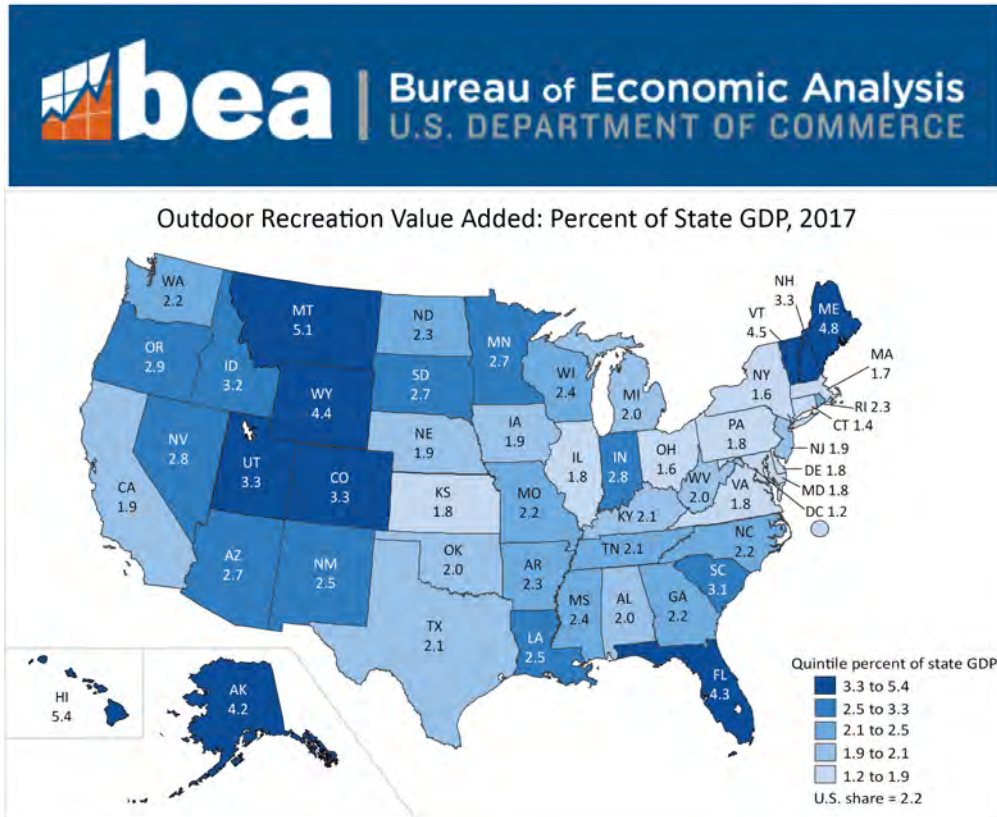 bea
Bureau of Economic Analysis
U.S. DEPARTMENT OF COMMERCE
Outdoor Recreation Value Added: Percent of State GDP, 2017
WA
2.2
MT
5.1
ND
2.3
MN
2.7
NH
3.3
VT
4.5
ME
4.8
OR
2.9
ID
3.2
WY
4.4
SD
2.7
WI
2.4
MI
2.0
NY
1.6
MA
1.7
RI 2.3
CT 1.4
NV
2.8
UT
3.3
CO
3.3
NE
1.9
IA
1.9
IL
1.8
IN
2.8
OH
1.6
PA
1.8
NJ 1.9
DE 1.8
MD 1.8
DC 1.2
CA
1.9
KS
1.8
MO
2.2
KY 2.1
WV
2.0
VA
1.8
AZ
2.7
NM
2.5
OK
2.0
AR
2.3
TN 2.1
NC
2.2
SC
3.1
TX
2.1
LA
2.5
MS
2.4
AL
2.0
GA
2.2
FL
4.3
HI
5.4
AK
4.2
Quintile percent of state GDP
3.3 to 5.4
2.5 to 3.3
2.1 to 2.5
1.9 to 2.1
1.2 to 1.9
U.S. share = 2.2